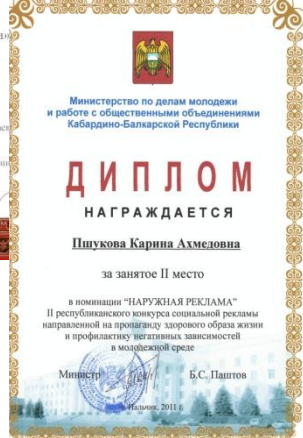 Министерство по делам молодежи
и работе с общественными объединениями
Кабардино-Балкарской Республики
ДИПЛОМ
НАГРАЖДАЕТСЯ
Пшукова Карина Ахмедовна
за занятое II место
в номинации "НАРУЖНАЯ РЕКЛАМА"
II республиканского конкурса социальной рекламы
направленной на пропаганду здорового образа жизни
и профилактику негативных зависимостей
в молодежной среде
Министр Б.С. Паштов
Нальчик, 2011 г.